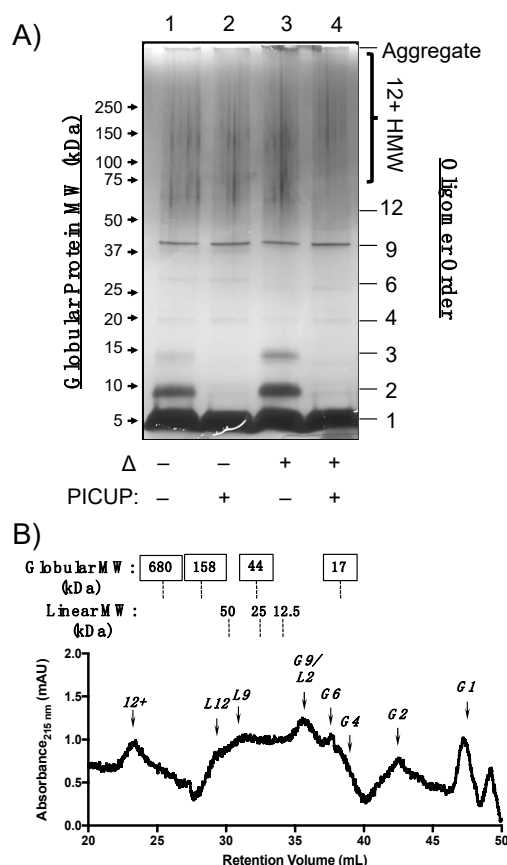 A)
1 2 3 4
Aggregate
12+ HMW
Globular Protein MW (kDa)
250
150
100
75
50
37
25
20
15
10
5
12
9
6
4
3
2
1
Oligomer Order
Δ – – + +
PICUP: – + – +
B)
Globular MW : 680 158 44 17
(kDa)
Linear MW : 50 25 12.5
(kDa)
Absorbance215 nm (mAU)
2.0
1.5
1.0
0.5
0.0
12+
L12
L9
G9/
L2
G6
G4
G2
G1
20 25 30 35 40 45 50
Retention Volume (mL)